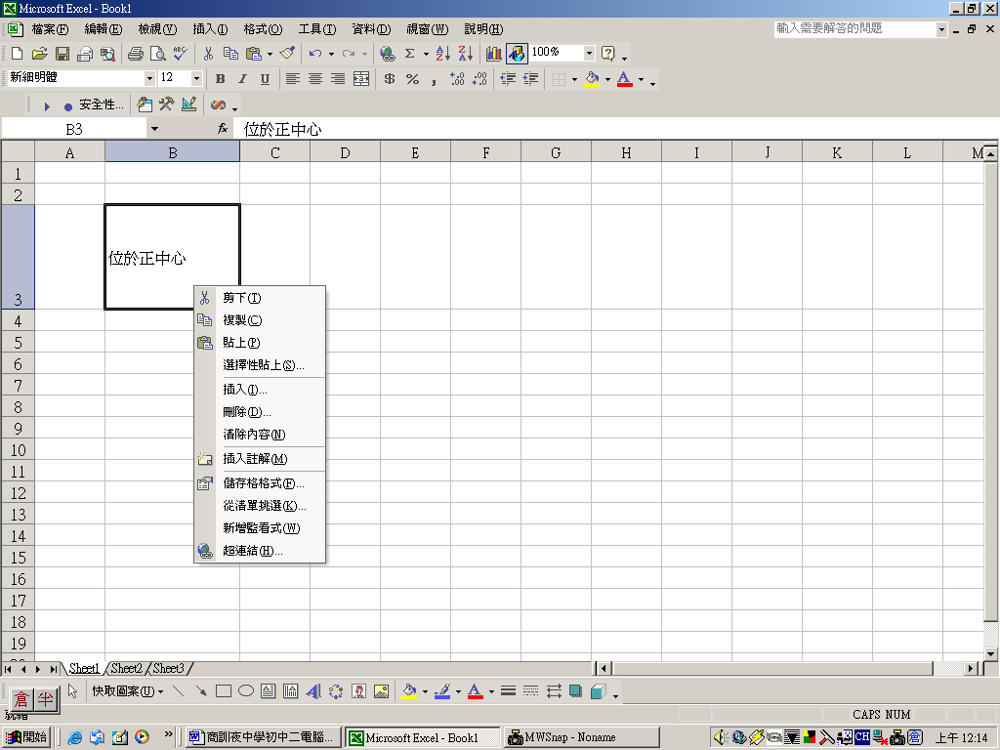 Microsoft Excel - Book1
檔案(F) 編輯(E) 檢視(V) 插入(I) 格式(O) 工具(T) 資料(D) 視窗(W) 說明(H) 輸入需要解答的問題
100%
新細明體 12 B I U $ % ,
安全性...
B3 fx 位於正中心
A B C D E F G H I J K L M
1
2
位於正中心
3
4
5
6
7
8
9
10
11
12
13
14
15
16
17
18
19
剪下(T)
複製(C)
貼上(P)
選擇性貼上(S)...
插入(I)...
刪除(D)...
清除內容(N)
插入註解(M)
儲存格格式(F)...
從清單挑選(K)...
新增監看式(W)
超連結(H)...
Sheet1 Sheet2 Sheet3
倉 半 快取圖案(U)
就緒 CAPS NUM
開始 商訓夜中學初中二電腦... Microsoft Excel - Book1 MWSnap - Noname CH 倉 上午 12:14